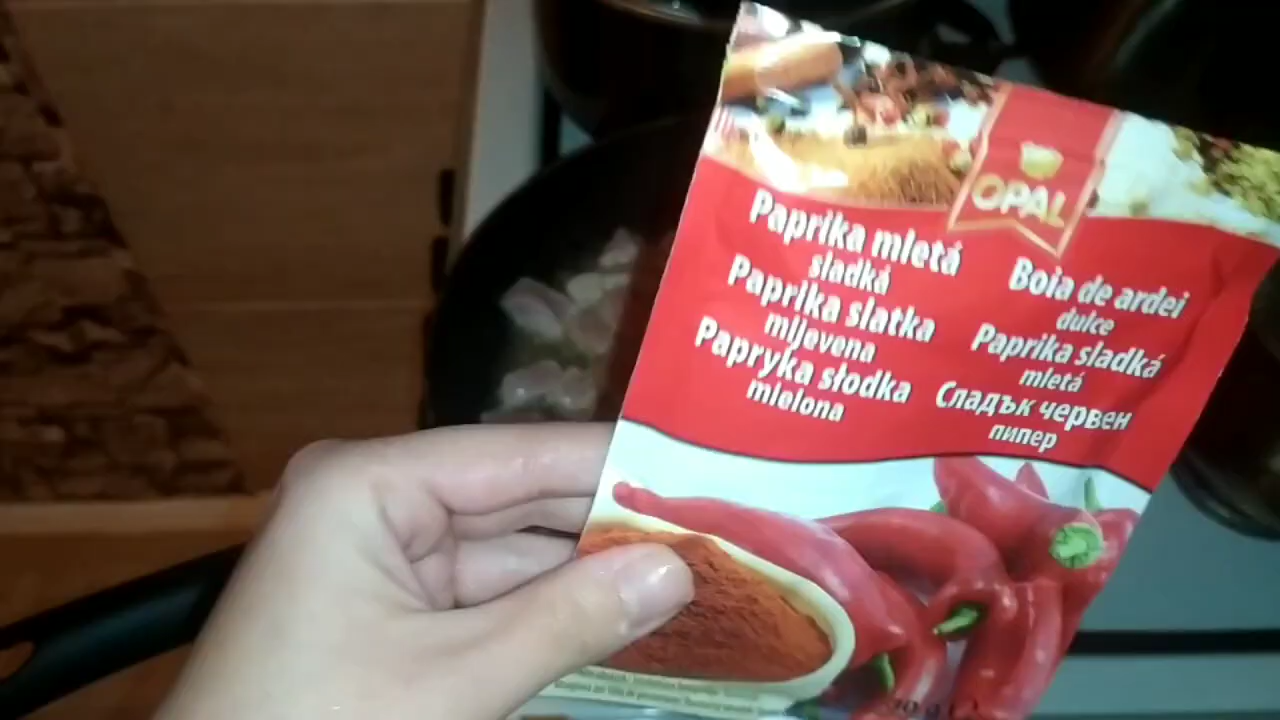 OPAL
Paprika mletá
sladká
Paprika slatka
mljevena
Papryka słodka
mielona
Boia de ardei
dulce
Paprika sladká
mletá
Сладък червен
пипер